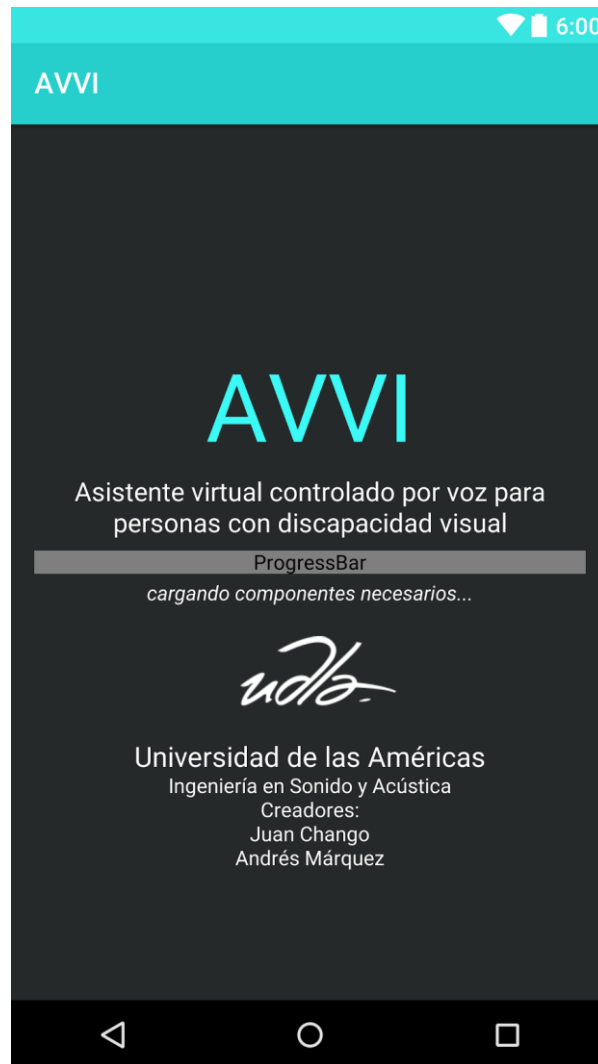 6:00
AVVI
AVVI
Asistente virtual controlado por voz para
personas con discapacidad visual
ProgressBar
cargando componentes necesarios...
udla-
Universidad de las Américas
Ingeniería en Sonido y Acústica
Creadores:
Juan Chango
Andrés Márquez